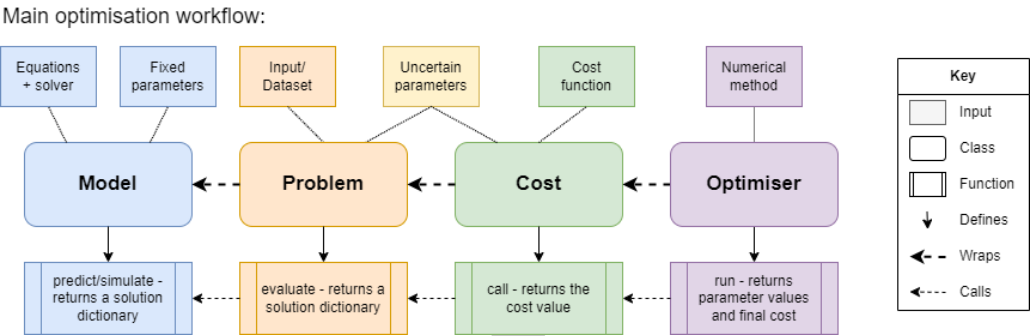 Main optimisation workflow:
Equations
+ solver
Fixed
parameters
Input/
Dataset
Uncertain
parameters
Cost
function
Numerical
method
Model
Problem
Cost
Optimiser
predict/simulate -
returns a solution
dictionary
evaluate - returns a
solution dictionary
call - returns the
cost value
run - returns
parameter values
and final cost
Key
Input
Class
Function
Defines
Wraps
Calls